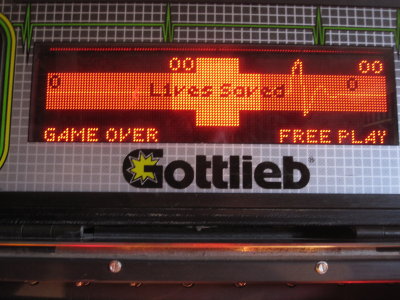 00 00
0 Lives Saved 0
GAME OVER FREE PLAY
Gottlieb®